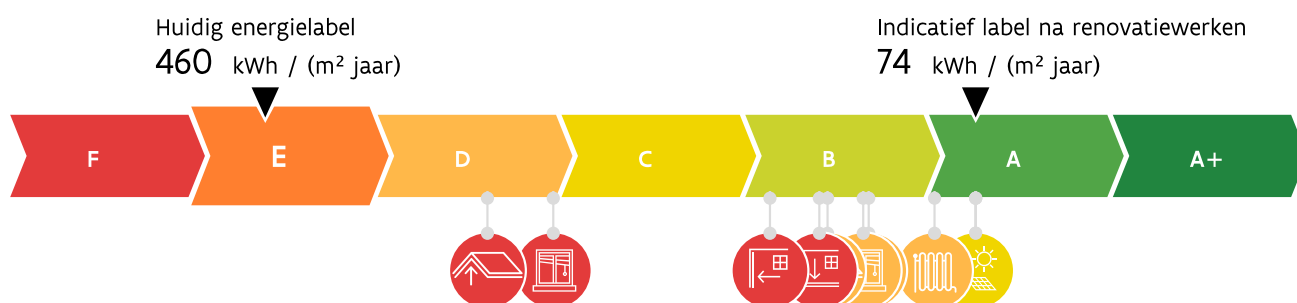 Huidig energielabel
460 kWh / (m² jaar)
Indicatief label na renovatiewerken
74 kWh / (m² jaar)
F E D C B A A+